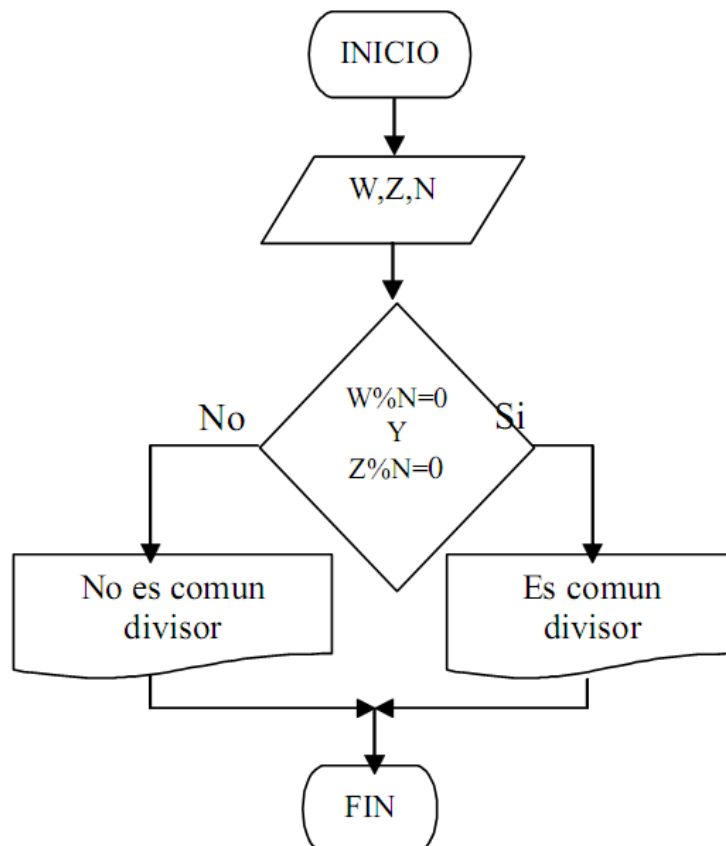 INICIO
W,Z,N
W%N=0
Y
Z%N=0
No
Si
No es comun
divisor
Es comun
divisor
FIN